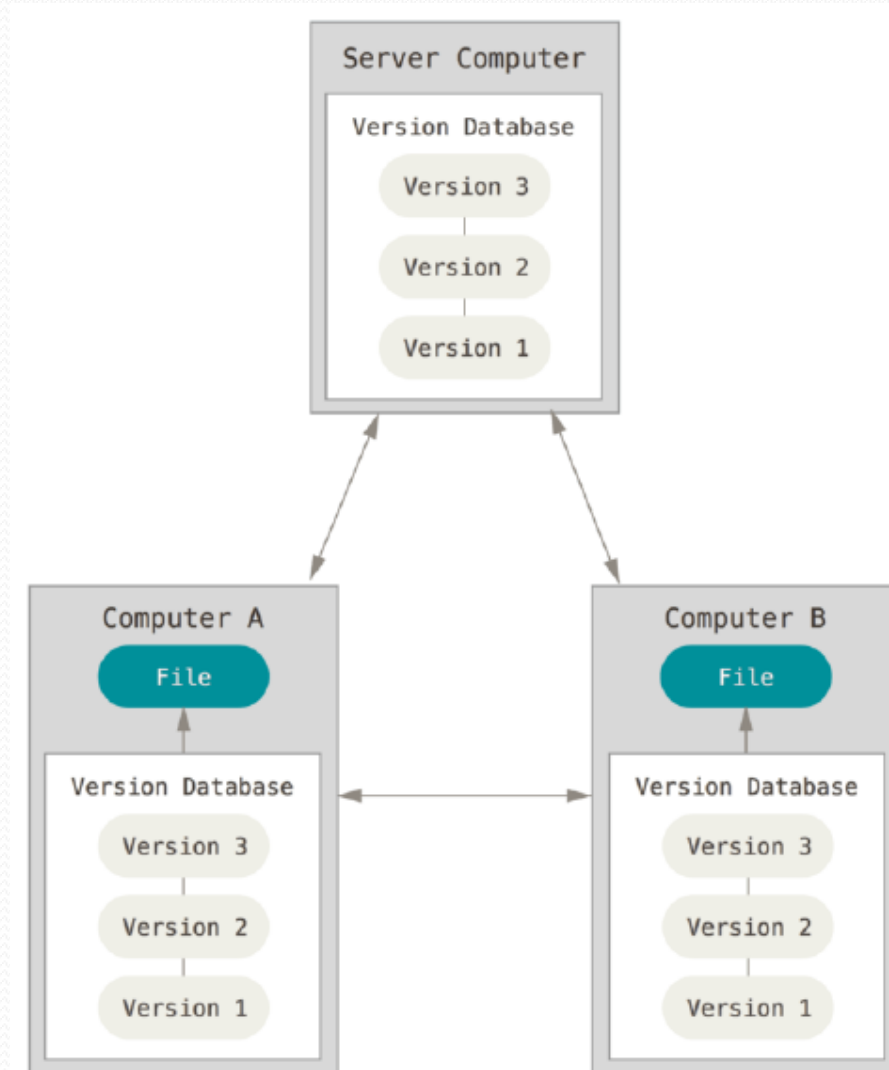 Server Computer
Version Database
Version 3
Version 2
Version 1
Computer A
File
Version Database
Version 3
Version 2
Version 1
Computer B
File
Version Database
Version 3
Version 2
Version 1